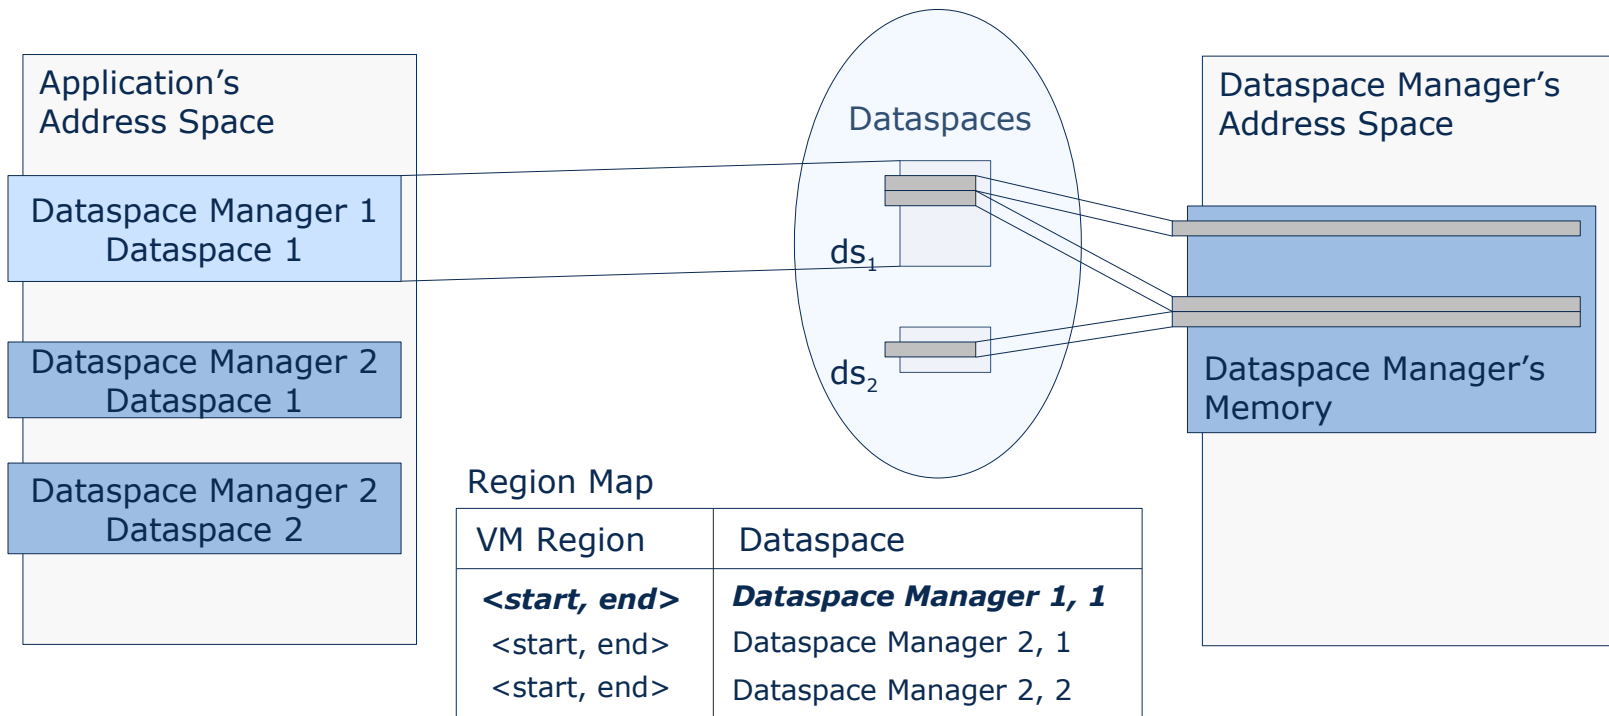 Application’s
Address Space
Dataspace Manager 1
Dataspace 1
Dataspace Manager 2
Dataspace 1
Dataspace Manager 2
Dataspace 2
Dataspaces
ds₁
ds₂
Dataspace Manager’s
Address Space
Dataspace Manager’s
Memory
Region Map
VM Region Dataspace
<start, end> Dataspace Manager 1, 1
<start, end> Dataspace Manager 2, 1
<start, end> Dataspace Manager 2, 2